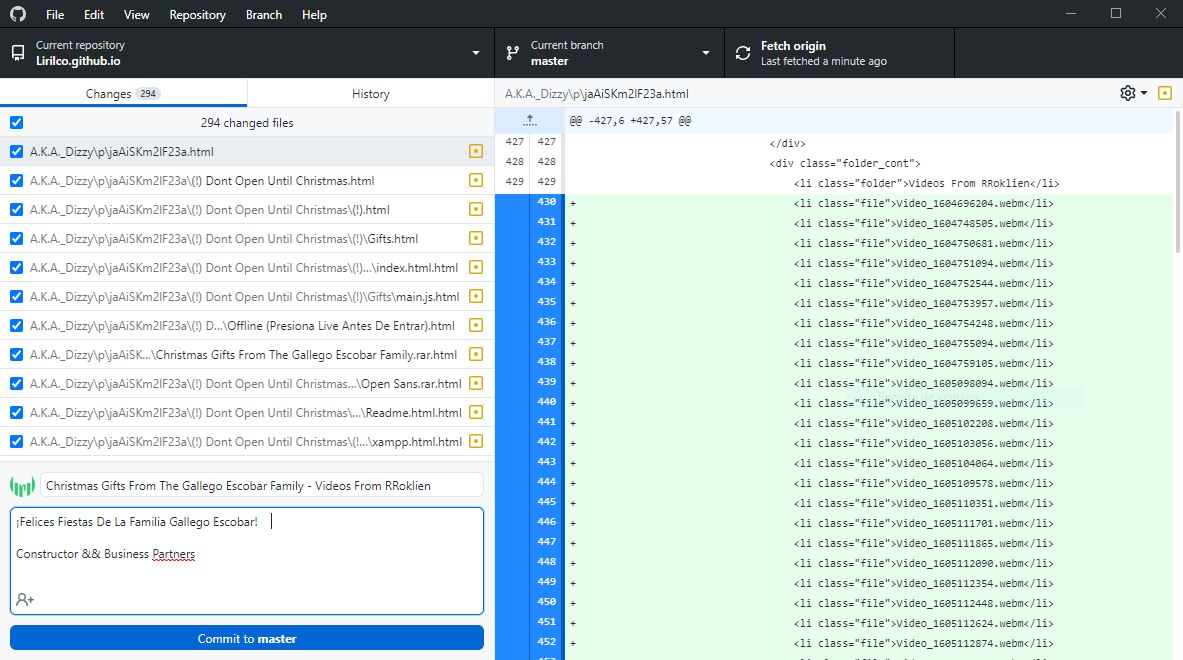 File Edit View Repository Branch Help
Current repository
Lirilco.github.io
Current branch
master
Fetch origin
Last fetched a minute ago
Changes 294
History
A.K.A._Dizzy\p\jaAiSKm2IF23a.html
294 changed files
A.K.A._Dizzy\p\jaAiSKm2IF23a.html
A.K.A._Dizzy\p\jaAiSKm2IF23a\(!) Dont Open Until Christmas.html
A.K.A._Dizzy\p\jaAiSKm2IF23a\(!) Dont Open Until Christmas\(!).html
A.K.A._Dizzy\p\jaAiSKm2IF23a\(!) Dont Open Until Christmas\(!)\Gifts.html
A.K.A._Dizzy\p\jaAiSKm2IF23a\(!) Dont Open Until Christmas\(!)...\index.html.html
A.K.A._Dizzy\p\jaAiSKm2IF23a\(!) Dont Open Until Christmas\(!)\Gifts\main.js.html
A.K.A._Dizzy\p\jaAiSKm2IF23a\(!) D...\Offline (Presiona Live Antes De Entrar).html
A.K.A._Dizzy\p\jaAiSK...\Christmas Gifts From The Gallego Escobar Family.rar.html
A.K.A._Dizzy\p\jaAiSKm2IF23a\(!) Dont Open Until Christmas...\Open Sans.rar.html
A.K.A._Dizzy\p\jaAiSKm2IF23a\(!) Dont Open Until Christmas\...\Readme.html.html
A.K.A._Dizzy\p\jaAiSKm2IF23a\(!) Dont Open Until Christmas\(!...\xampp.html.html
Christmas Gifts From The Gallego Escobar Family - Videos From RRoklien
¡Felices Fiestas De La Familia Gallego Escobar!
Constructor && Business Partners
Commit to master
@@ -427,6 +427,57 @@
427 427 </div>
428 428 <div class="folder_cont">
429 429 <li class="folder">Videos From RRoklien</li>
430 + <li class="file">Video_1604696204.webm</li>
431 + <li class="file">Video_1604748505.webm</li>
432 + <li class="file">Video_1604750681.webm</li>
433 + <li class="file">Video_1604751094.webm</li>
434 + <li class="file">Video_1604752544.webm</li>
435 + <li class="file">Video_1604753957.webm</li>
436 + <li class="file">Video_1604754248.webm</li>
437 + <li class="file">Video_1604755094.webm</li>
438 + <li class="file">Video_1604759105.webm</li>
439 + <li class="file">Video_1605098094.webm</li>
440 + <li class="file">Video_1605099659.webm</li>
441 + <li class="file">Video_1605102208.webm</li>
442 + <li class="file">Video_1605103056.webm</li>
443 + <li class="file">Video_1605104064.webm</li>
444 + <li class="file">Video_1605109578.webm</li>
445 + <li class="file">Video_1605110351.webm</li>
446 + <li class="file">Video_1605111701.webm</li>
447 + <li class="file">Video_1605111865.webm</li>
448 + <li class="file">Video_1605112090.webm</li>
449 + <li class="file">Video_1605112354.webm</li>
450 + <li class="file">Video_1605112448.webm</li>
451 + <li class="file">Video_1605112624.webm</li>
452 + <li class="file">Video_1605112874.webm</li>